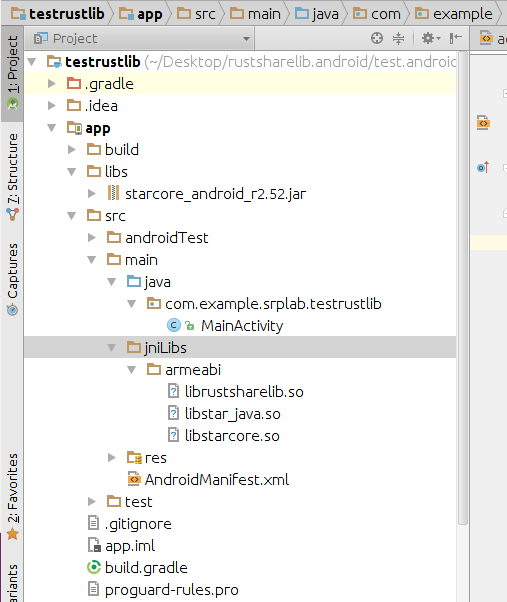 testrustlib app src main java com example
Project
testrustlib (~/Desktop/rustsharelib.android/test.android
.gradle
.idea
app
build
libs
starcore_android_r2.52.jar
src
androidTest
main
java
com.example.srplab.testrustlib
MainActivity
jniLibs
armeabi
librustsharelib.so
libstar_java.so
libstarcore.so
res
AndroidManifest.xml
test
.gitignore
app.iml
build.gradle
proguard-rules.pro
1: Project
7: Structure
Captures
2: Favorites